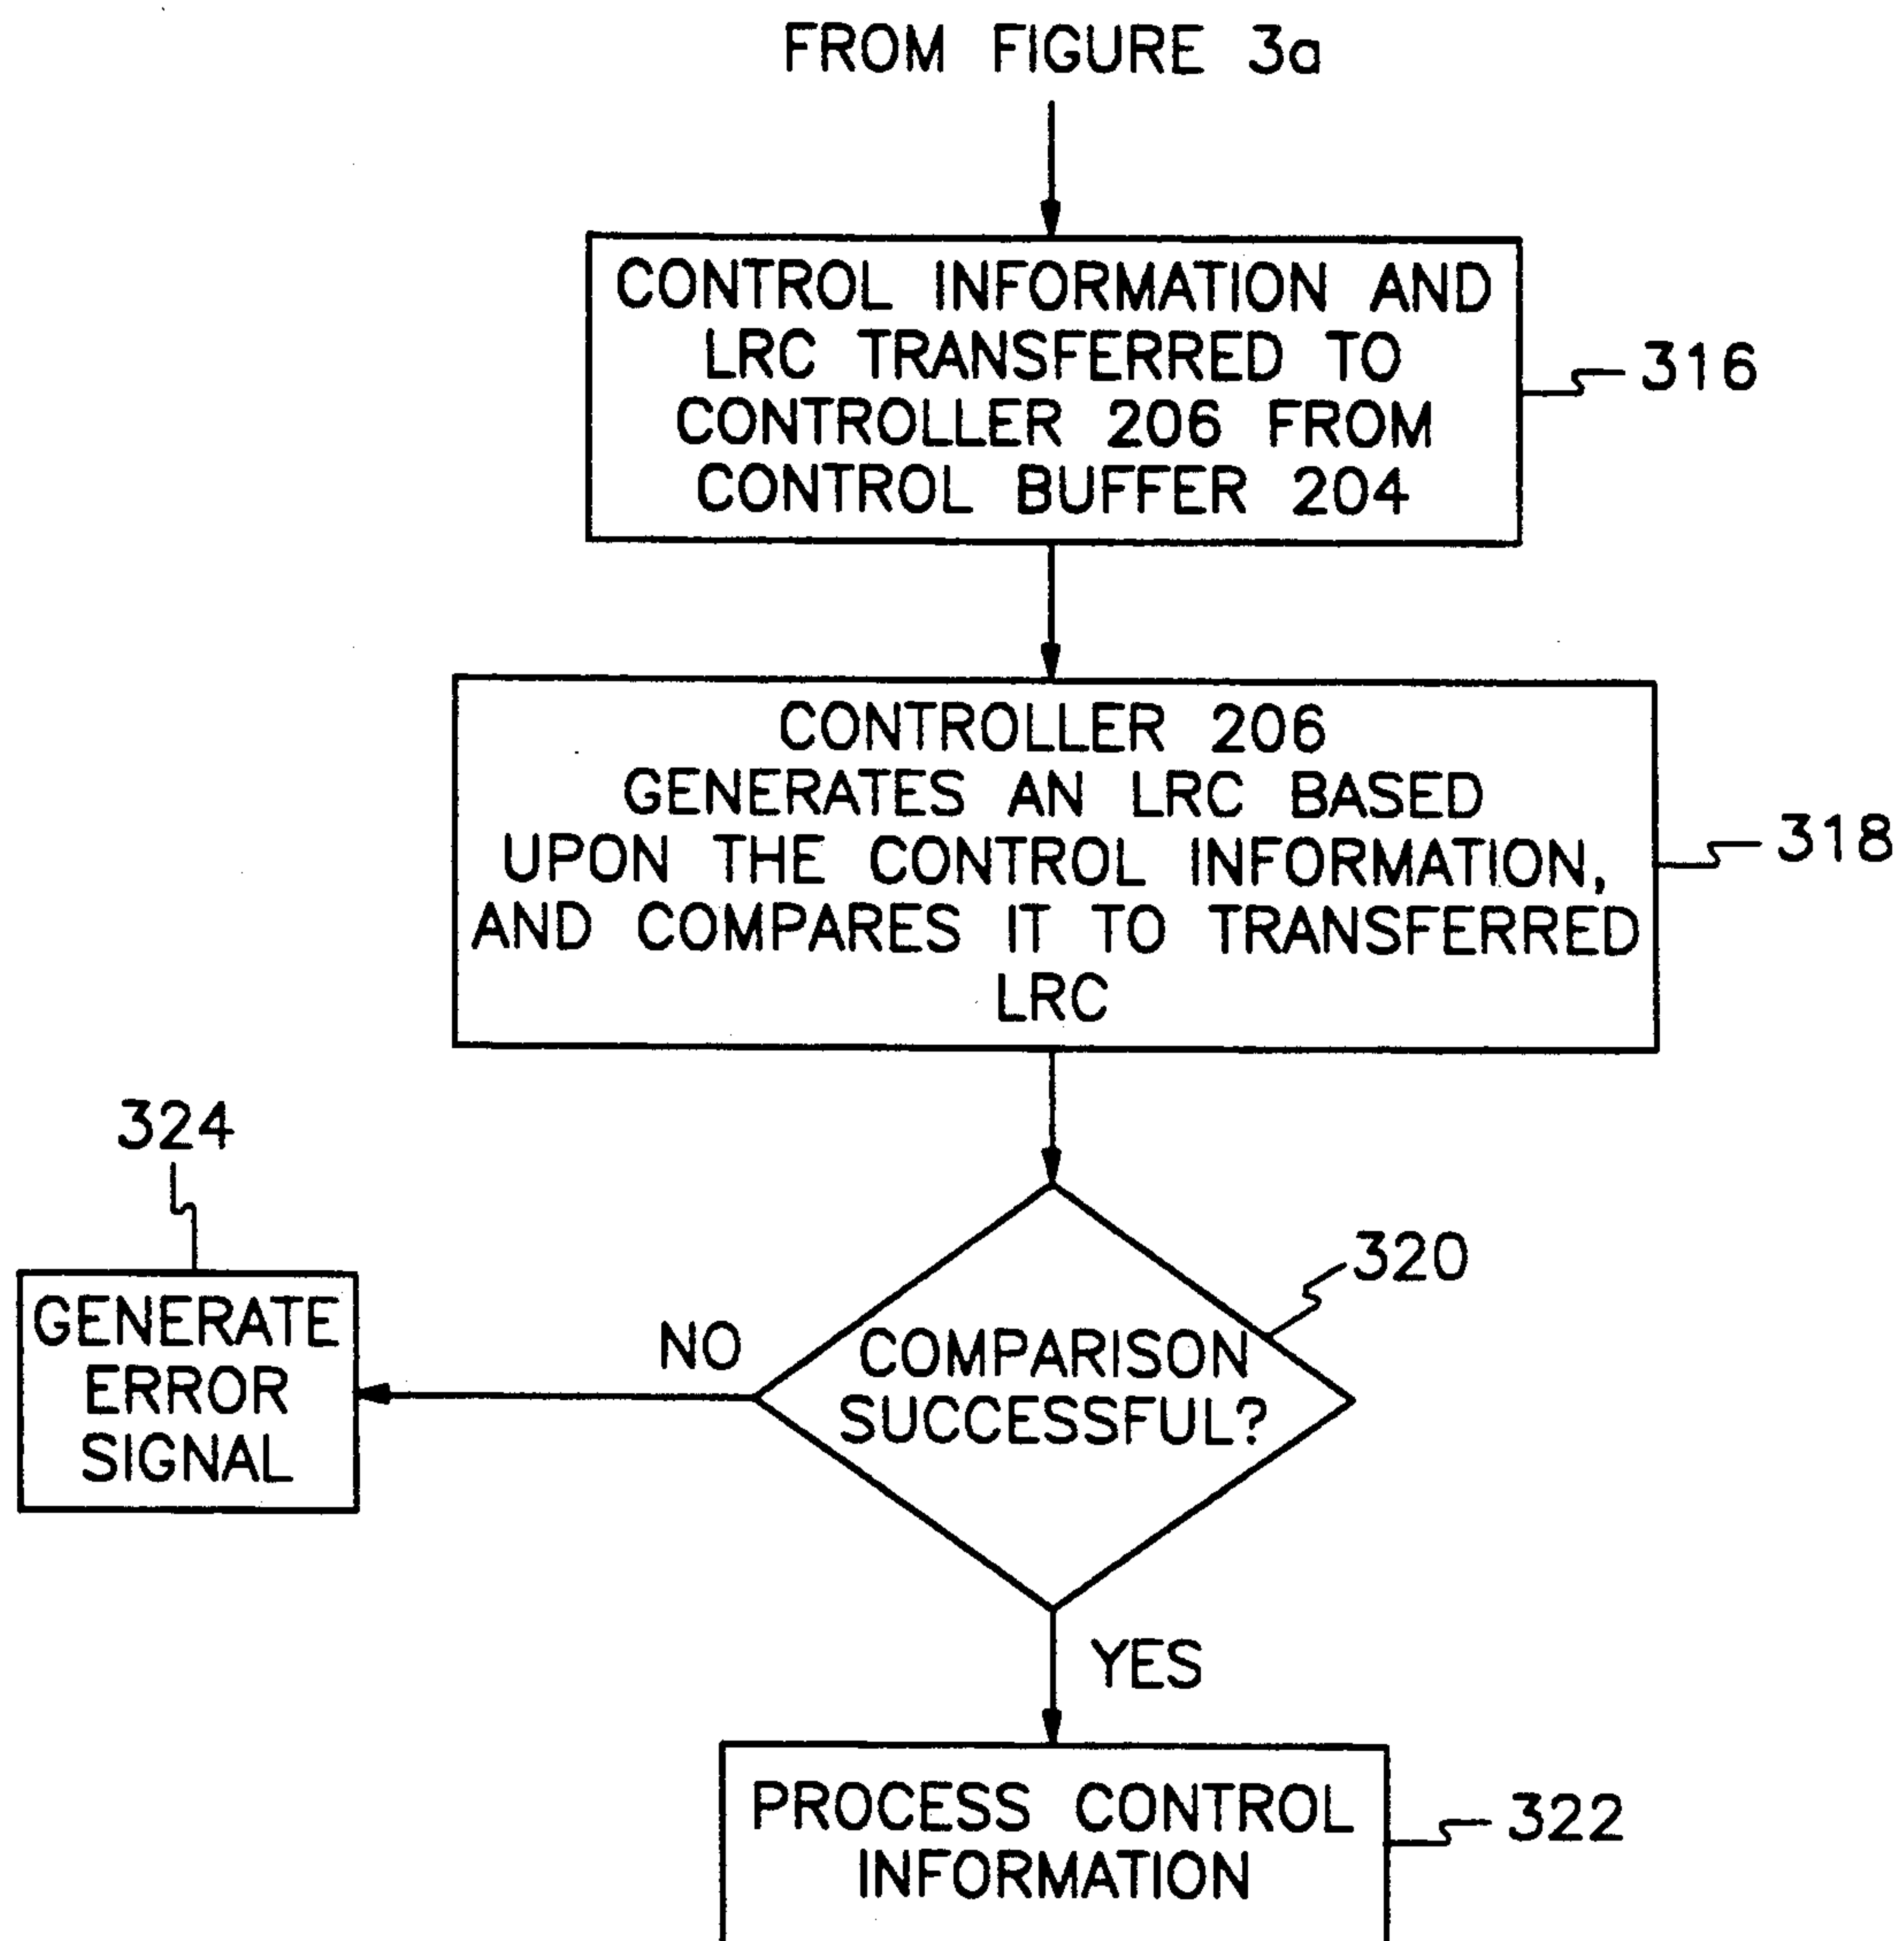 FROM FIGURE 3a
CONTROL INFORMATION AND
LRC TRANSFERRED TO
CONTROLLER 206 FROM
CONTROL BUFFER 204
316
CONTROLLER 206
GENERATES AN LRC BASED
UPON THE CONTROL INFORMATION,
AND COMPARES IT TO TRANSFERRED
LRC
318
324
GENERATE
ERROR
SIGNAL
NO
320
COMPARISON
SUCCESSFUL?
YES
PROCESS CONTROL
INFORMATION
322